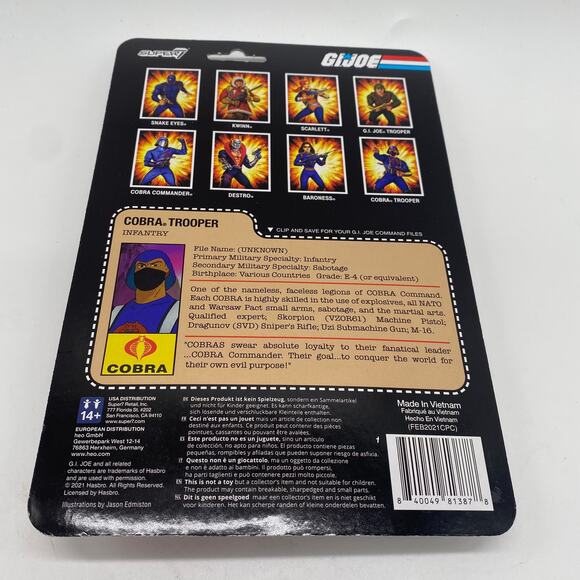 SUPER7
GIJOE
SNAKE EYES®
KWINN®
SCARLETT®
G.I. JOE® TROOPER
COBRA COMMANDER®
DESTRO®
BARONESS®
COBRA® TROOPER
▼ CLIP AND SAVE FOR YOUR G.I. JOE COMMAND FILES
COBRA® TROOPER
INFANTRY
File Name: (UNKNOWN)
Primary Military Specialty: Infantry
Secondary Military Specialty: Sabotage
Birthplace: Various Countries Grade: E-4 (or equivalent)
One of the nameless, faceless legions of COBRA Command.
Each COBRA is highly skilled in the use of explosives, all NATO
and Warsaw Pact small arms, sabotage, and the martial arts.
Qualified expert; Skorpion (VZOR61) Machine Pistol;
Dragunov (SVD) Sniper's Rifle; Uzi Submachine Gun; M-16.
"COBRAS swear absolute loyalty to their fanatical leader
...COBRA Commander. Their goal...to conquer the world for
their own evil purpose!"
COBRA
14+
USA DISTRIBUTION
Super7 Retail, Inc.
777 Florida St. #202
San Francisco, CA 94110
www.super7.com
EUROPEAN DISTRIBUTION
heo GmbH
Gewerbepark West 12-14
76863 Herxheim, Germany
www.heo.com
G.I. JOE and all related
characters are trademarks of Hasbro
and are used with permission.
© 2021 Hasbro. All Rights Reserved.
Licensed by Hasbro.
Illustrations by Jason Edmiston
Dieses Produkt ist kein Spielzeug, sondern ein Sammelartikel
und nicht für Kinder geeignet. Es kann scharfkantige,
sich lösende und verschluckbare Kleinteile enthalten.
Ceci n'est pas un jouet mais un article de collection non
destiné aux enfants. Ce produit peut contenir des pièces
pointues, cassantes ou pouvant être avalées.
Este producto no es un juguete, sino un artículo
de colección, no apto para niños. Puede contener piezas
pequeñas, rompibles y afiladas que pueden suponer riesgo de asfixia.
Questo non è un giocattolo, ma un oggetto da collezione
e non è adatto ai bambini. Il prodotto può rompersi,
ha parti taglienti e può contenere pezzi molto piccoli.
This is not a toy but a collector's item and not suitable for children.
The product may contain breakable, sharpedged and small parts.
Dit is geen speelgoed maar een collector's item en is niet geschikt
voor kinderen. Het kan scherpe randen of kleine onderdelen bevatten.
Made In Vietnam
Fabriqué au Vietnam
Hecho En Vietnam
(FEB2021CPC)
8 40049 81387 8